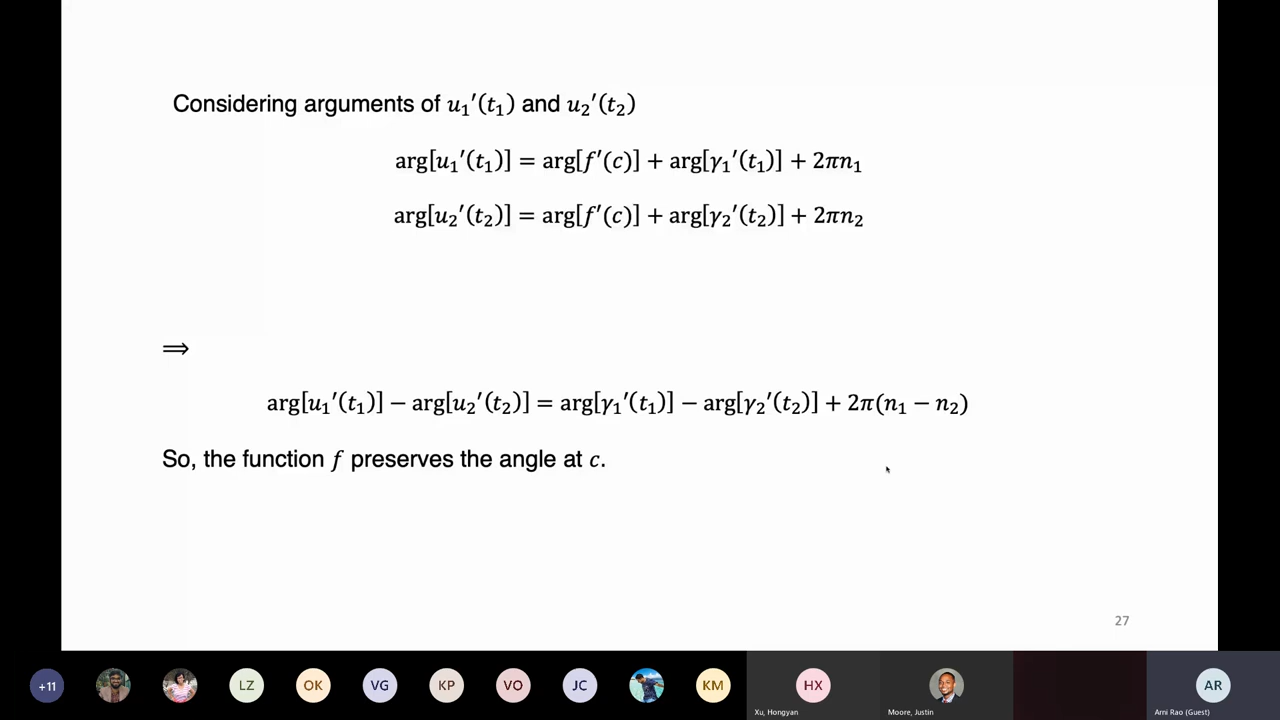 Considering arguments of u₁′(t₁) and u₂′(t₂)
arg[u₁′(t₁)] = arg[f′(c)] + arg[γ₁′(t₁)] + 2πn₁
arg[u₂′(t₂)] = arg[f′(c)] + arg[γ₂′(t₂)] + 2πn₂
⟹
arg[u₁′(t₁)] − arg[u₂′(t₂)] = arg[γ₁′(t₁)] − arg[γ₂′(t₂)] + 2π(n₁ − n₂)
So, the function f preserves the angle at c.
27
+11 LZ OK VG KP VO JC KM HX AR
Xu, Hongyan Moore, Justin Arni Rao (Guest)